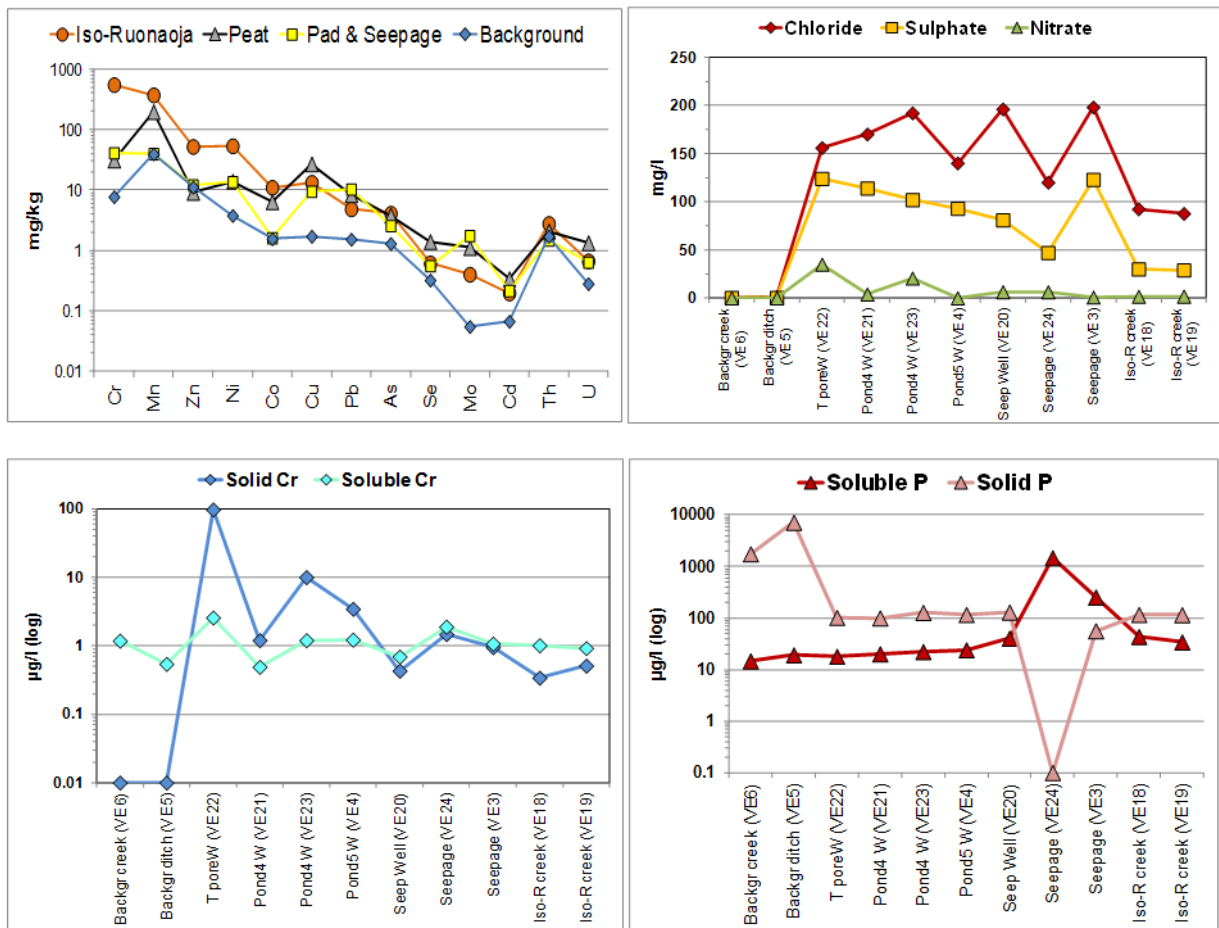 Iso-Ruonaoja Peat Pad & Seepage Background
1000
100
10
1
0.1
0.01
mg/kg
Cr
Mn
Zn
Ni
Co
Cu
Pb
As
Se
Mo
Cd
Th
U
Chloride Sulphate Nitrate
250
200
150
100
50
0
mg/l
Backgr creek
(VE6)
Backgr ditch
(VE5)
T poreW (VE22)
Pond4 W (VE21)
Pond4 W (VE23)
Pond5 W (VE 4)
Seep Well (VE20)
Seepage (VE24)
Seepage (VE3)
Iso-R creek
(VE18)
Iso-R creek
(VE19)
Solid Cr Soluble Cr
100
10
1
0.1
0.01
µg/l (log)
Backgr creek (VE6)
Backgr ditch (VE5)
T poreW (VE22)
Pond4 W (VE21)
Pond4 W (VE23)
Pond5 W (VE4)
Seep Well (VE20)
Seepage (VE24)
Seepage (VE3)
Iso-R creek (VE18)
Iso-R creek (VE19)
Soluble P Solid P
10000
1000
100
10
1
0.1
µg/l (log)
Backgr creek (VE6)
Backgr ditch (VE5)
T poreW (VE22)
Pond4 W (VE21)
Pond4 W (VE23)
Pond5 W (VE4)
Seep Well (VE20)
Seepage (VE24)
Seepage (VE3)
Iso-R creek (VE18)
Iso-R creek (VE19)